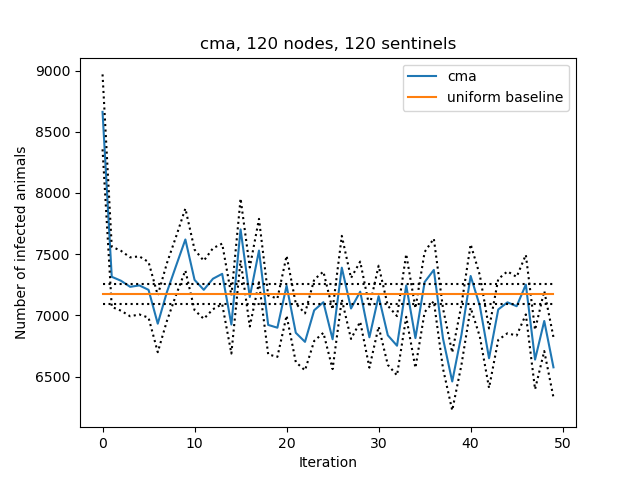 cma, 120 nodes, 120 sentinels
cma
uniform baseline
9000
8500
8000
7500
7000
6500
Number of infected animals
0 10 20 30 40 50
Iteration